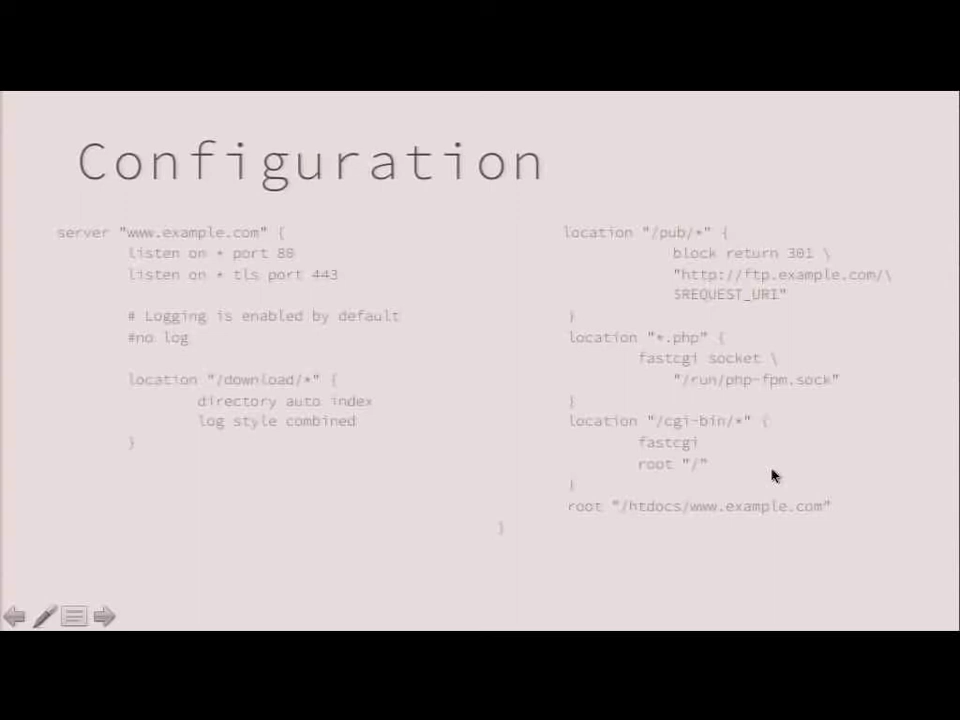 Configuration
server "www.example.com" {
listen on * port 80
listen on * tls port 443
# Logging is enabled by default
#no log
location "/download/*" {
directory auto index
log style combined
}
location "/pub/*" {
block return 301 \
"http://ftp.example.com/\
$REQUEST_URI"
}
location "*.php" {
fastcgi socket \
"/run/php-fpm.sock"
}
location "/cgi-bin/*" {
fastcgi
root "/"
}
root "/htdocs/www.example.com"
}